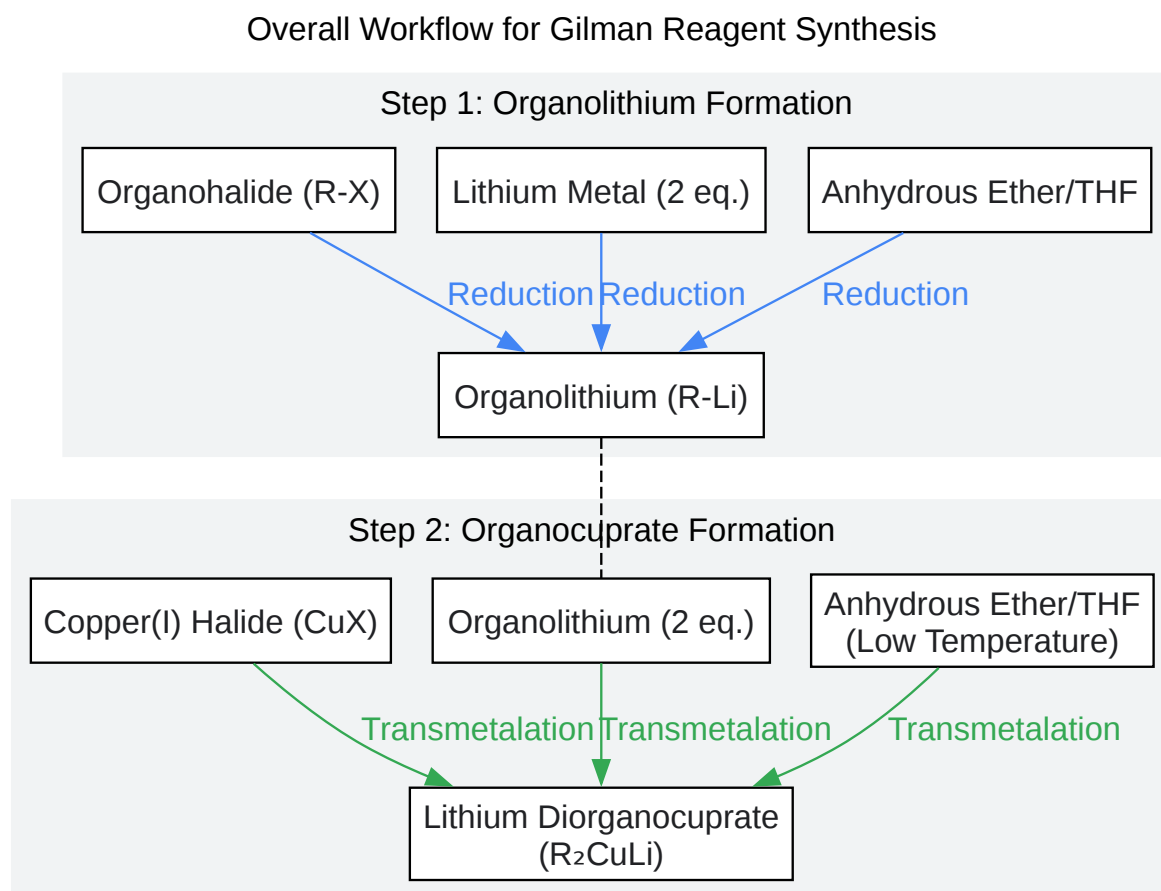 Overall Workflow for Gilman Reagent Synthesis
Step 1: Organolithium Formation
Organohalide (R-X)
Lithium Metal (2 eq.)
Anhydrous Ether/THF
Reduction
Reduction
Reduction
Organolithium (R-Li)
Step 2: Organocuprate Formation
Copper(I) Halide (CuX)
Organolithium (2 eq.)
Anhydrous Ether/THF
(Low Temperature)
Transmetalation
Transmetalation
Transmetalation
Lithium Diorganocuprate
(R₂CuLi)